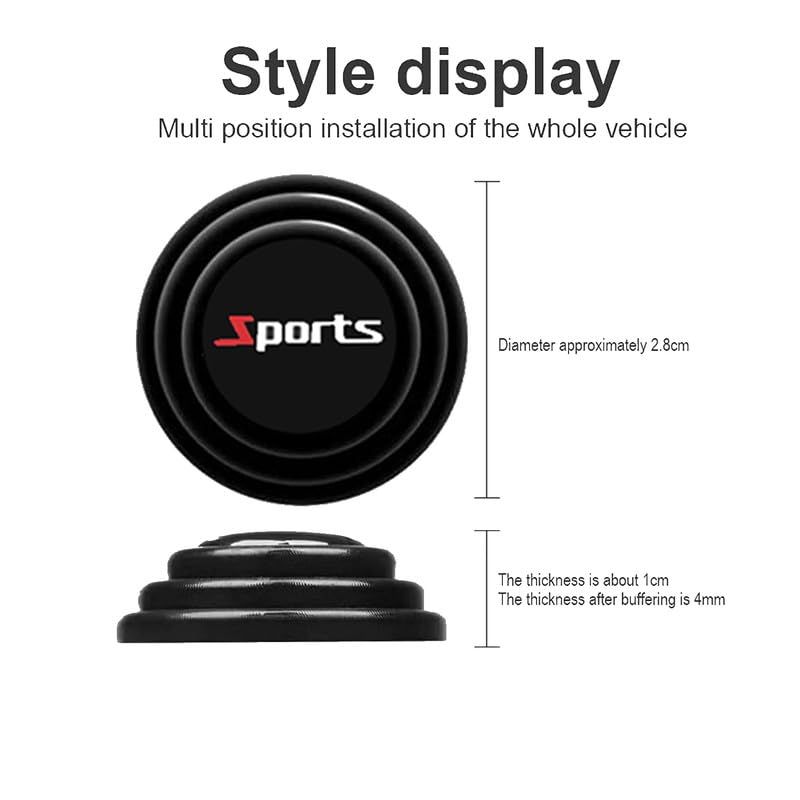 Style display
Multi position installation of the whole vehicle
Sports
Diameter approximately 2.8cm
The thickness is about 1cm
The thickness after buffering is 4mm